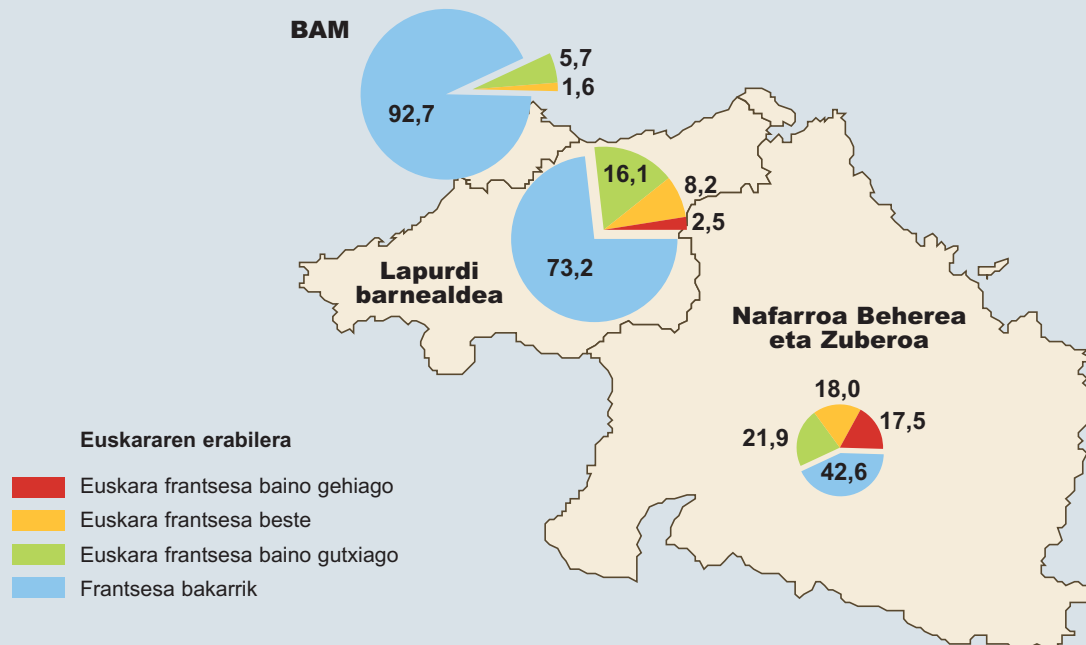 BAM
5,7
1,6
92,7
16,1
8,2
2,5
73,2
Lapurdi
barnealdea
Nafarroa Beherea
eta Zuberoa
18,0
17,5
21,9
42,6
Euskararen erabilera
Euskara frantsesa baino gehiago
Euskara frantsesa beste
Euskara frantsesa baino gutxiago
Frantsesa bakarrik